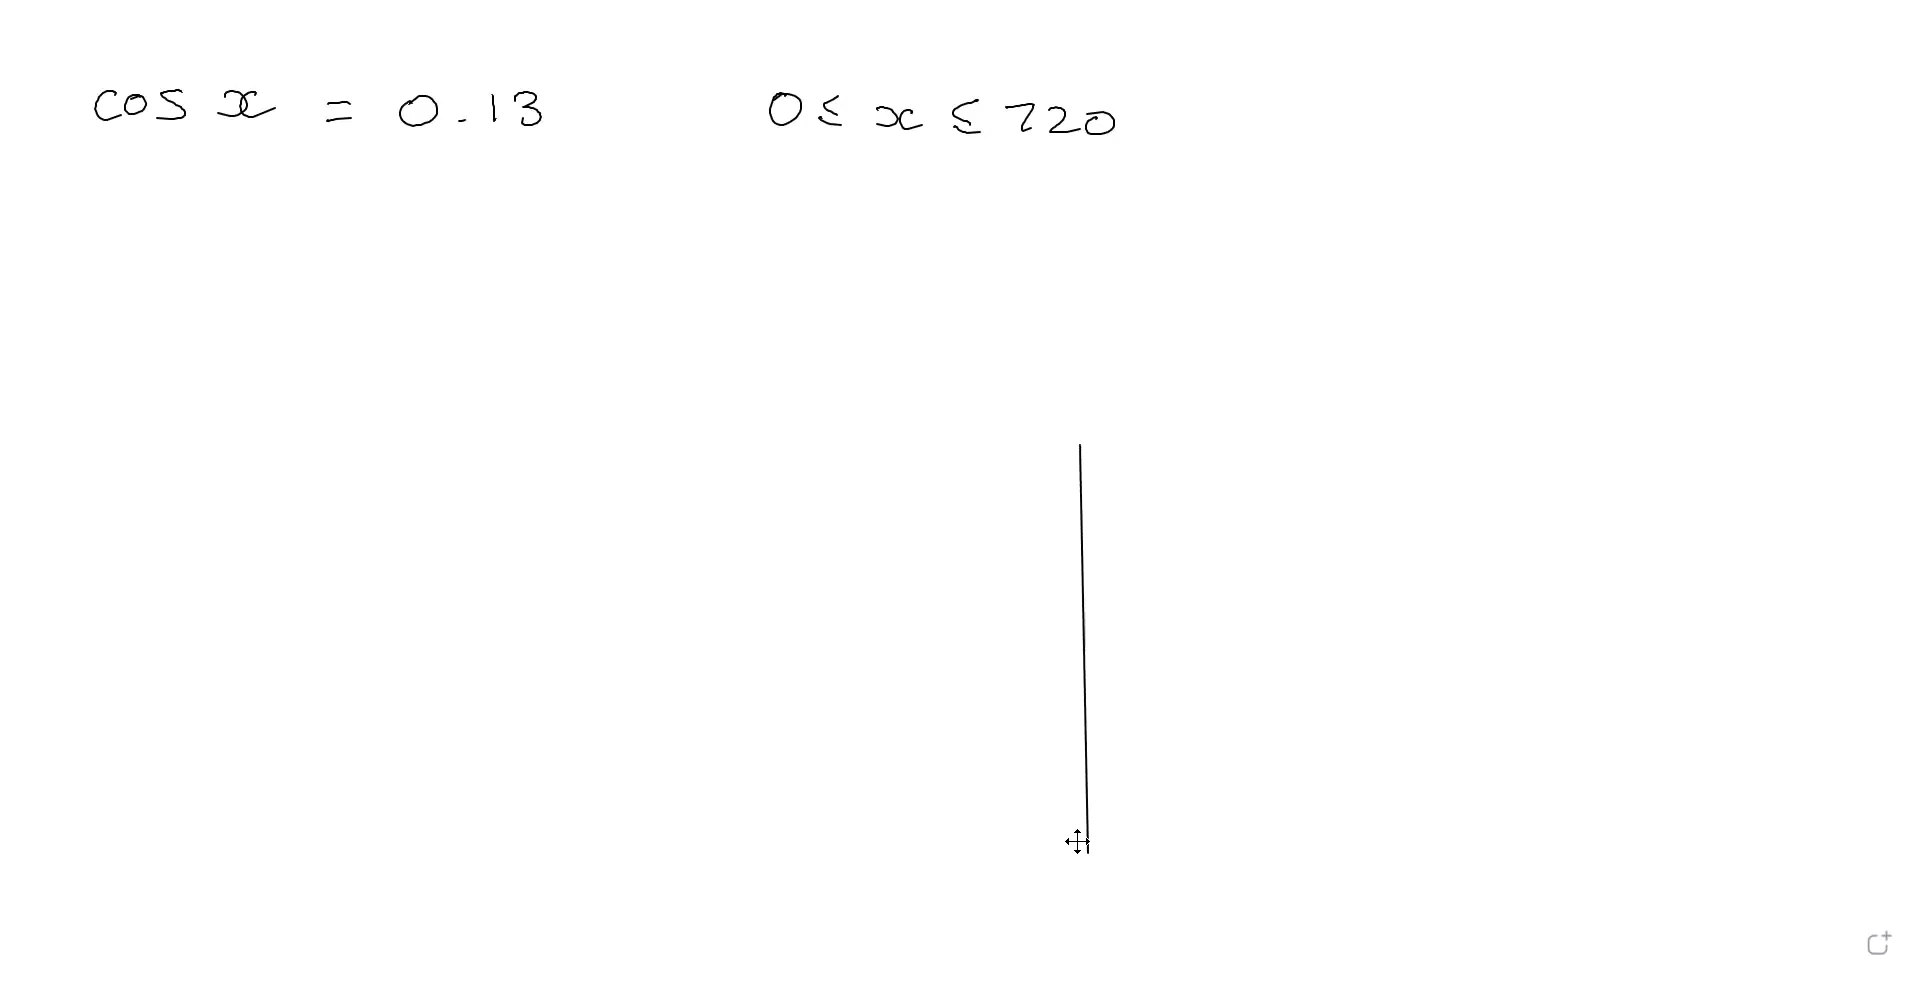 cos x = 0.13 0 ≤ x ≤ 720